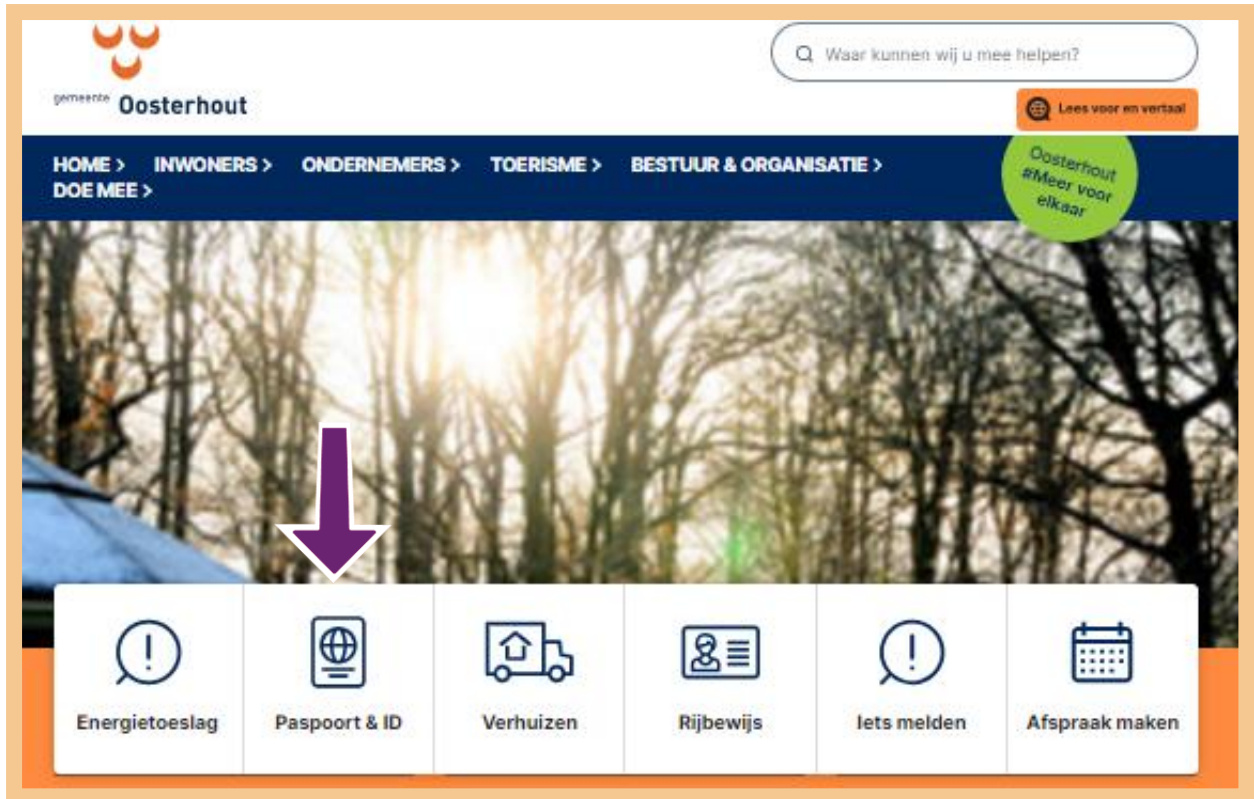 gemeente Oosterhout
Waar kunnen wij u mee helpen?
Lees voor en vertaal
HOME > INWONERS > ONDERNEMERS > TOERISME > BESTUUR & ORGANISATIE >
DOE MEE >
Oosterhout
#Meer voor
elkaar
Energietoeslag
Paspoort & ID
Verhuizen
Rijbewijs
Iets melden
Afspraak maken